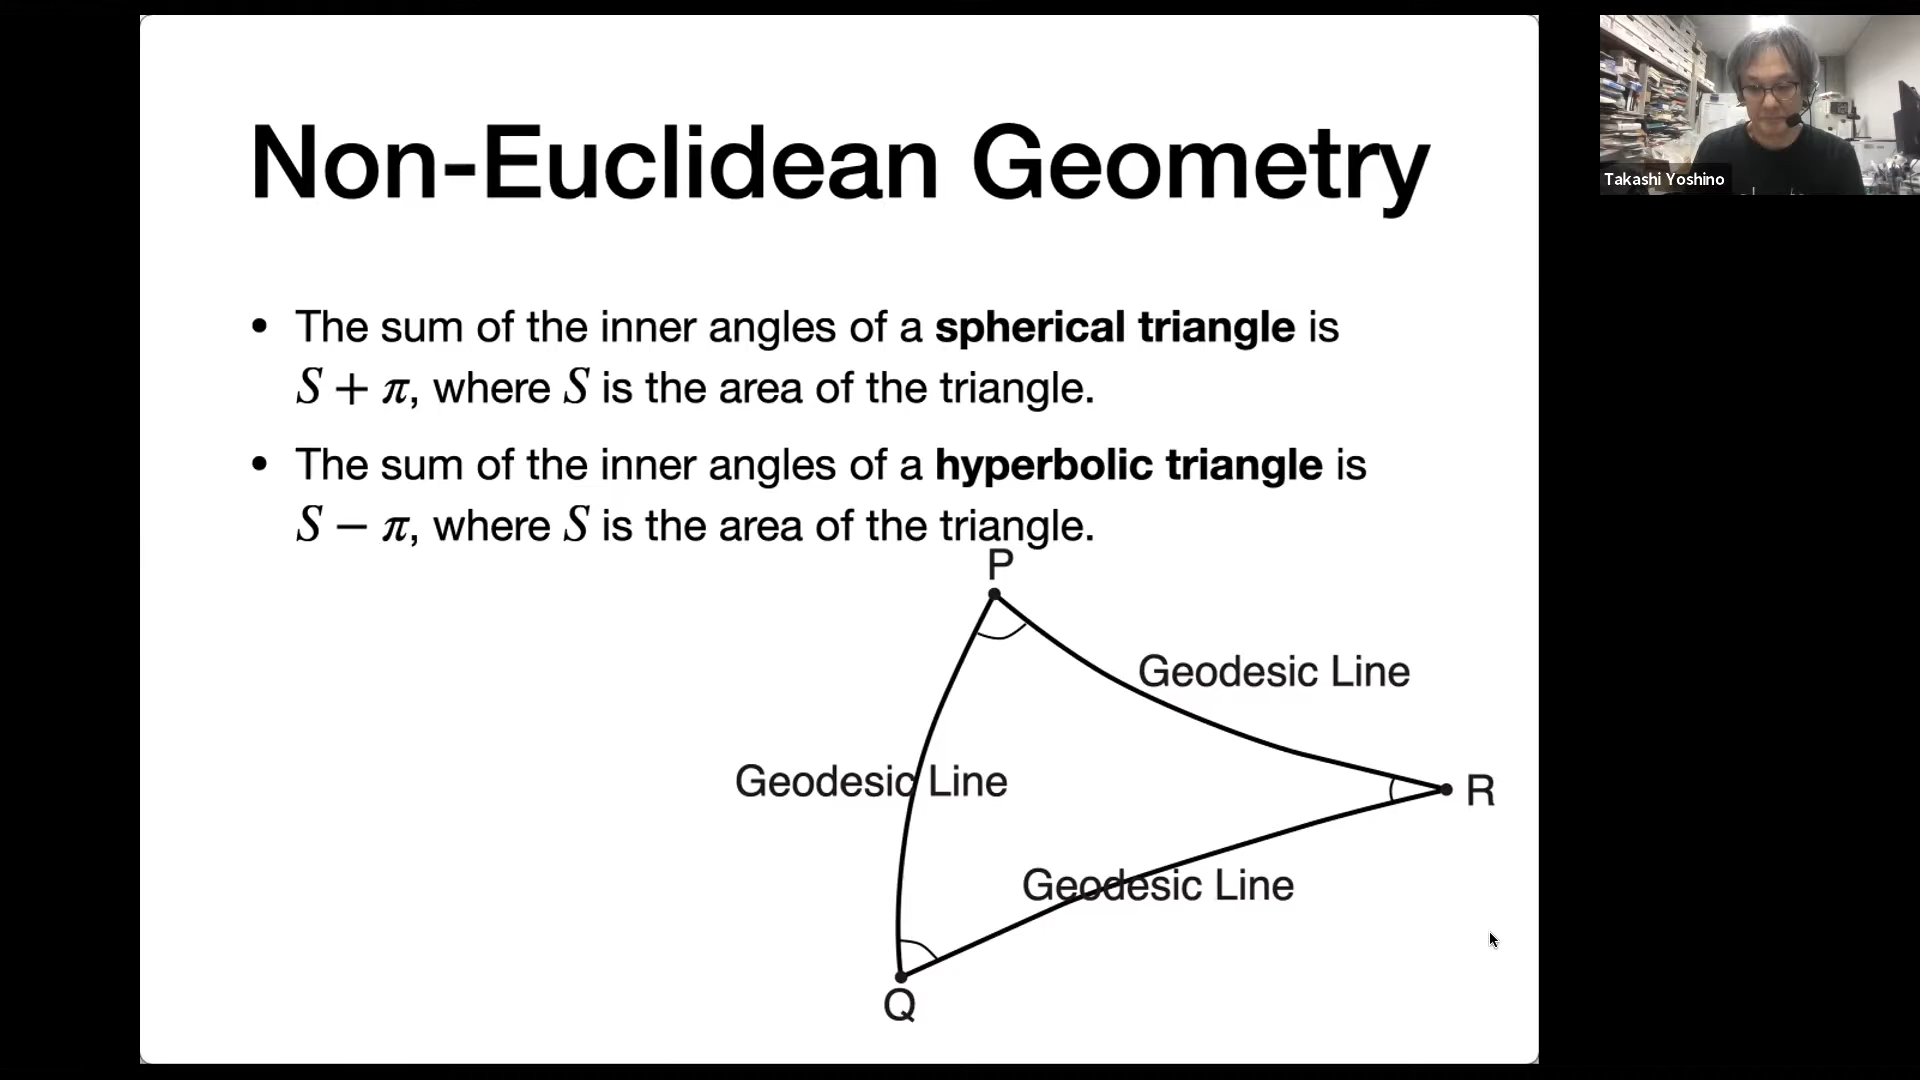 Non-Euclidean Geometry
• The sum of the inner angles of a spherical triangle is
S + π, where S is the area of the triangle.
• The sum of the inner angles of a hyperbolic triangle is
S − π, where S is the area of the triangle.
P
Geodesic Line
Geodesic Line
R
Geodesic Line
Q
Takashi Yoshino